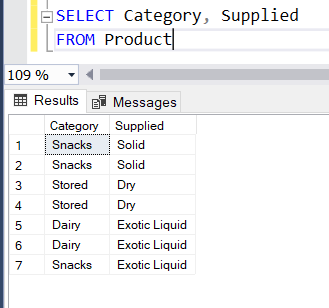 SELECT Category, Supplied
FROM Product
109 %
Results Messages
Category Supplied
1 Snacks Solid
2 Snacks Solid
3 Stored Dry
4 Stored Dry
5 Dairy Exotic Liquid
6 Dairy Exotic Liquid
7 Snacks Exotic Liquid